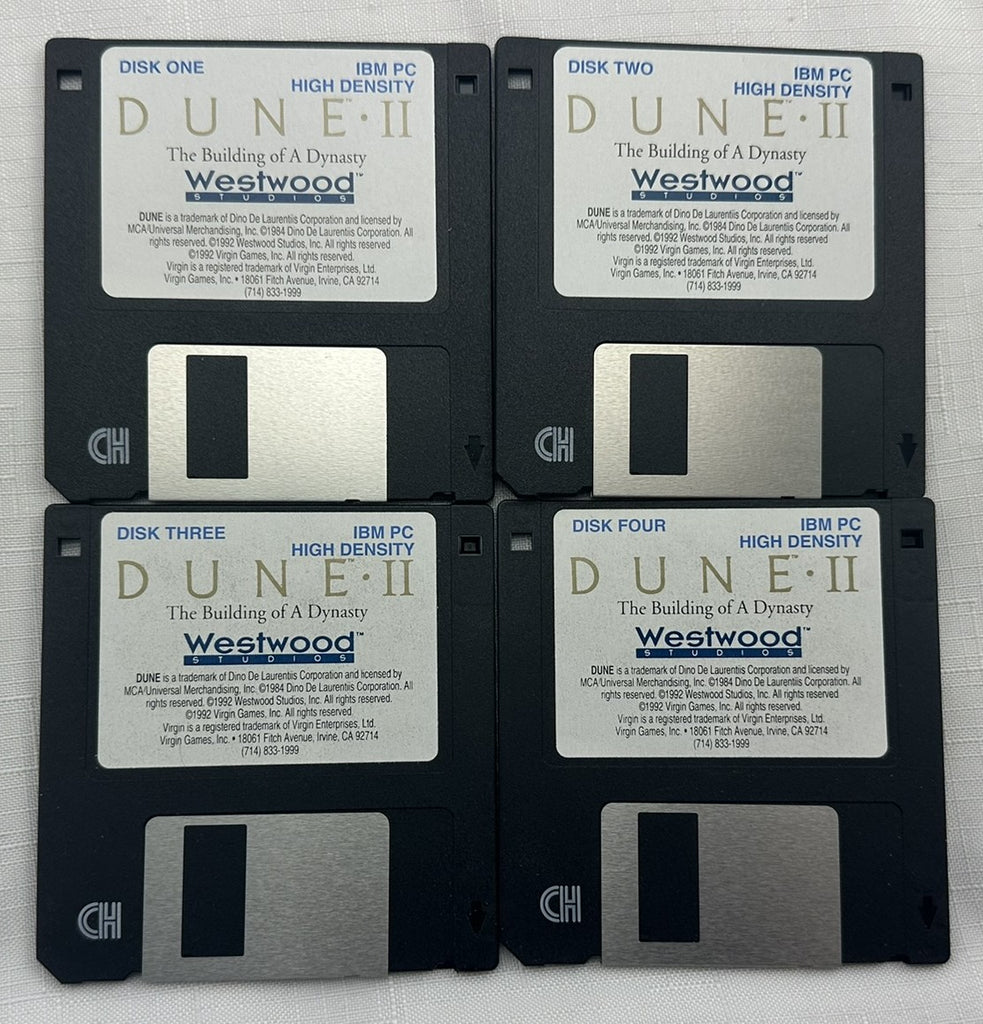 DISK ONE
IBM PC
HIGH DENSITY
DUNE™·II
The Building of A Dynasty
Westwood™
STUDIOS
DUNE is a trademark of Dino De Laurentiis Corporation and licensed by
MCA/Universal Merchandising, Inc. ©1984 Dino De Laurentiis Corporation. All
rights reserved. ©1992 Westwood Studios, Inc. All rights reserved.
©1992 Virgin Games, Inc. All rights reserved.
Virgin is a registered trademark of Virgin Enterprises, Ltd.
Virgin Games, Inc. • 18061 Fitch Avenue, Irvine, CA 92714
(714) 833-1999
CH
DISK TWO
IBM PC
HIGH DENSITY
DUNE™·II
The Building of A Dynasty
Westwood™
STUDIOS
DUNE is a trademark of Dino De Laurentiis Corporation and licensed by
MCA/Universal Merchandising, Inc. ©1984 Dino De Laurentiis Corporation. All
rights reserved. ©1992 Westwood Studios, Inc. All rights reserved.
©1992 Virgin Games, Inc. All rights reserved.
Virgin is a registered trademark of Virgin Enterprises, Ltd.
Virgin Games, Inc. • 18061 Fitch Avenue, Irvine, CA 92714
(714) 833-1999
CH
DISK THREE
IBM PC
HIGH DENSITY
DUNE™·II
The Building of A Dynasty
Westwood™
STUDIOS
DUNE is a trademark of Dino De Laurentiis Corporation and licensed by
MCA/Universal Merchandising, Inc. ©1984 Dino De Laurentiis Corporation. All
rights reserved. ©1992 Westwood Studios, Inc. All rights reserved.
©1992 Virgin Games, Inc. All rights reserved.
Virgin is a registered trademark of Virgin Enterprises, Ltd.
Virgin Games, Inc. • 18061 Fitch Avenue, Irvine, CA 92714
(714) 833-1999
CH
DISK FOUR
IBM PC
HIGH DENSITY
DUNE™·II
The Building of A Dynasty
Westwood™
STUDIOS
DUNE is a trademark of Dino De Laurentiis Corporation and licensed by
MCA/Universal Merchandising, Inc. ©1984 Dino De Laurentiis Corporation. All
rights reserved. ©1992 Westwood Studios, Inc. All rights reserved.
©1992 Virgin Games, Inc. All rights reserved.
Virgin is a registered trademark of Virgin Enterprises, Ltd.
Virgin Games, Inc. • 18061 Fitch Avenue, Irvine, CA 92714
(714) 833-1999
CH